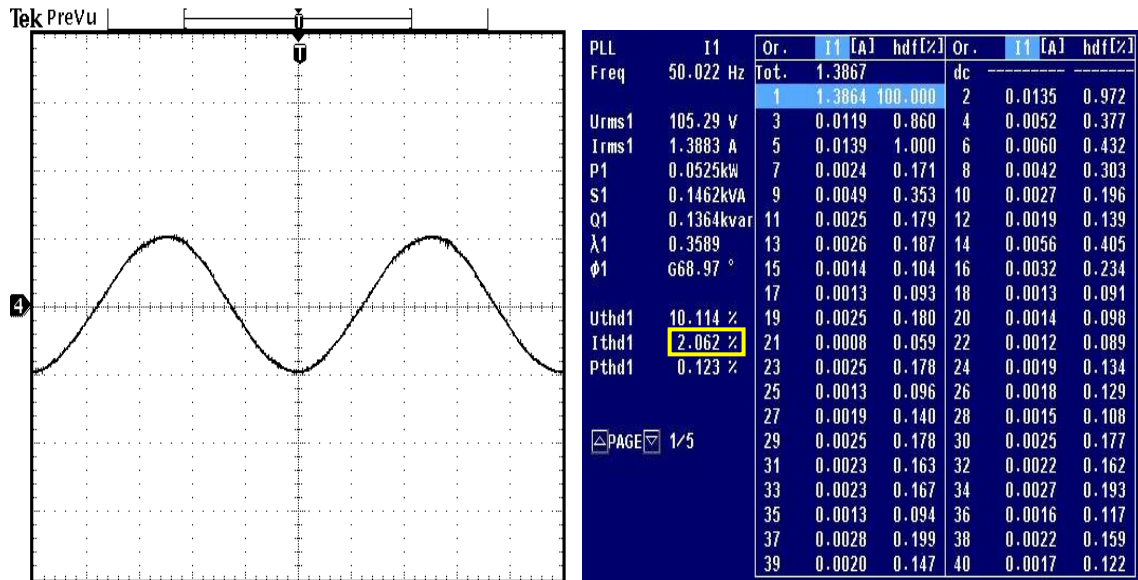 Tek PreVu
T
T
4
PLL I1 Or. I1 [A] hdf[%] Or. I1 [A] hdf[%]
Freq 50.022 Hz Tot. 1.3867 dc ---------- -------
1 1.3864 100.000 2 0.0135 0.972
Urms1 105.29 V 3 0.0119 0.860 4 0.0052 0.377
Irms1 1.3883 A 5 0.0139 1.000 6 0.0060 0.432
P1 0.0525kW 7 0.0024 0.171 8 0.0042 0.303
S1 0.1462kVA 9 0.0049 0.353 10 0.0027 0.196
Q1 0.1364kvar 11 0.0025 0.179 12 0.0019 0.139
λ1 0.3589 13 0.0026 0.187 14 0.0056 0.405
ϕ1 G68.97 ° 15 0.0014 0.104 16 0.0032 0.234
17 0.0013 0.093 18 0.0013 0.091
Uthd1 10.114 % 19 0.0025 0.180 20 0.0014 0.098
Ithd1 2.062 % 21 0.0008 0.059 22 0.0012 0.089
Pthd1 0.123 % 23 0.0025 0.178 24 0.0019 0.134
25 0.0013 0.096 26 0.0018 0.129
27 0.0019 0.140 28 0.0015 0.108
△PAGE▽ 1/5 29 0.0025 0.178 30 0.0025 0.177
31 0.0023 0.163 32 0.0022 0.162
33 0.0023 0.167 34 0.0027 0.193
35 0.0013 0.094 36 0.0016 0.117
37 0.0028 0.199 38 0.0022 0.159
39 0.0020 0.147 40 0.0017 0.122